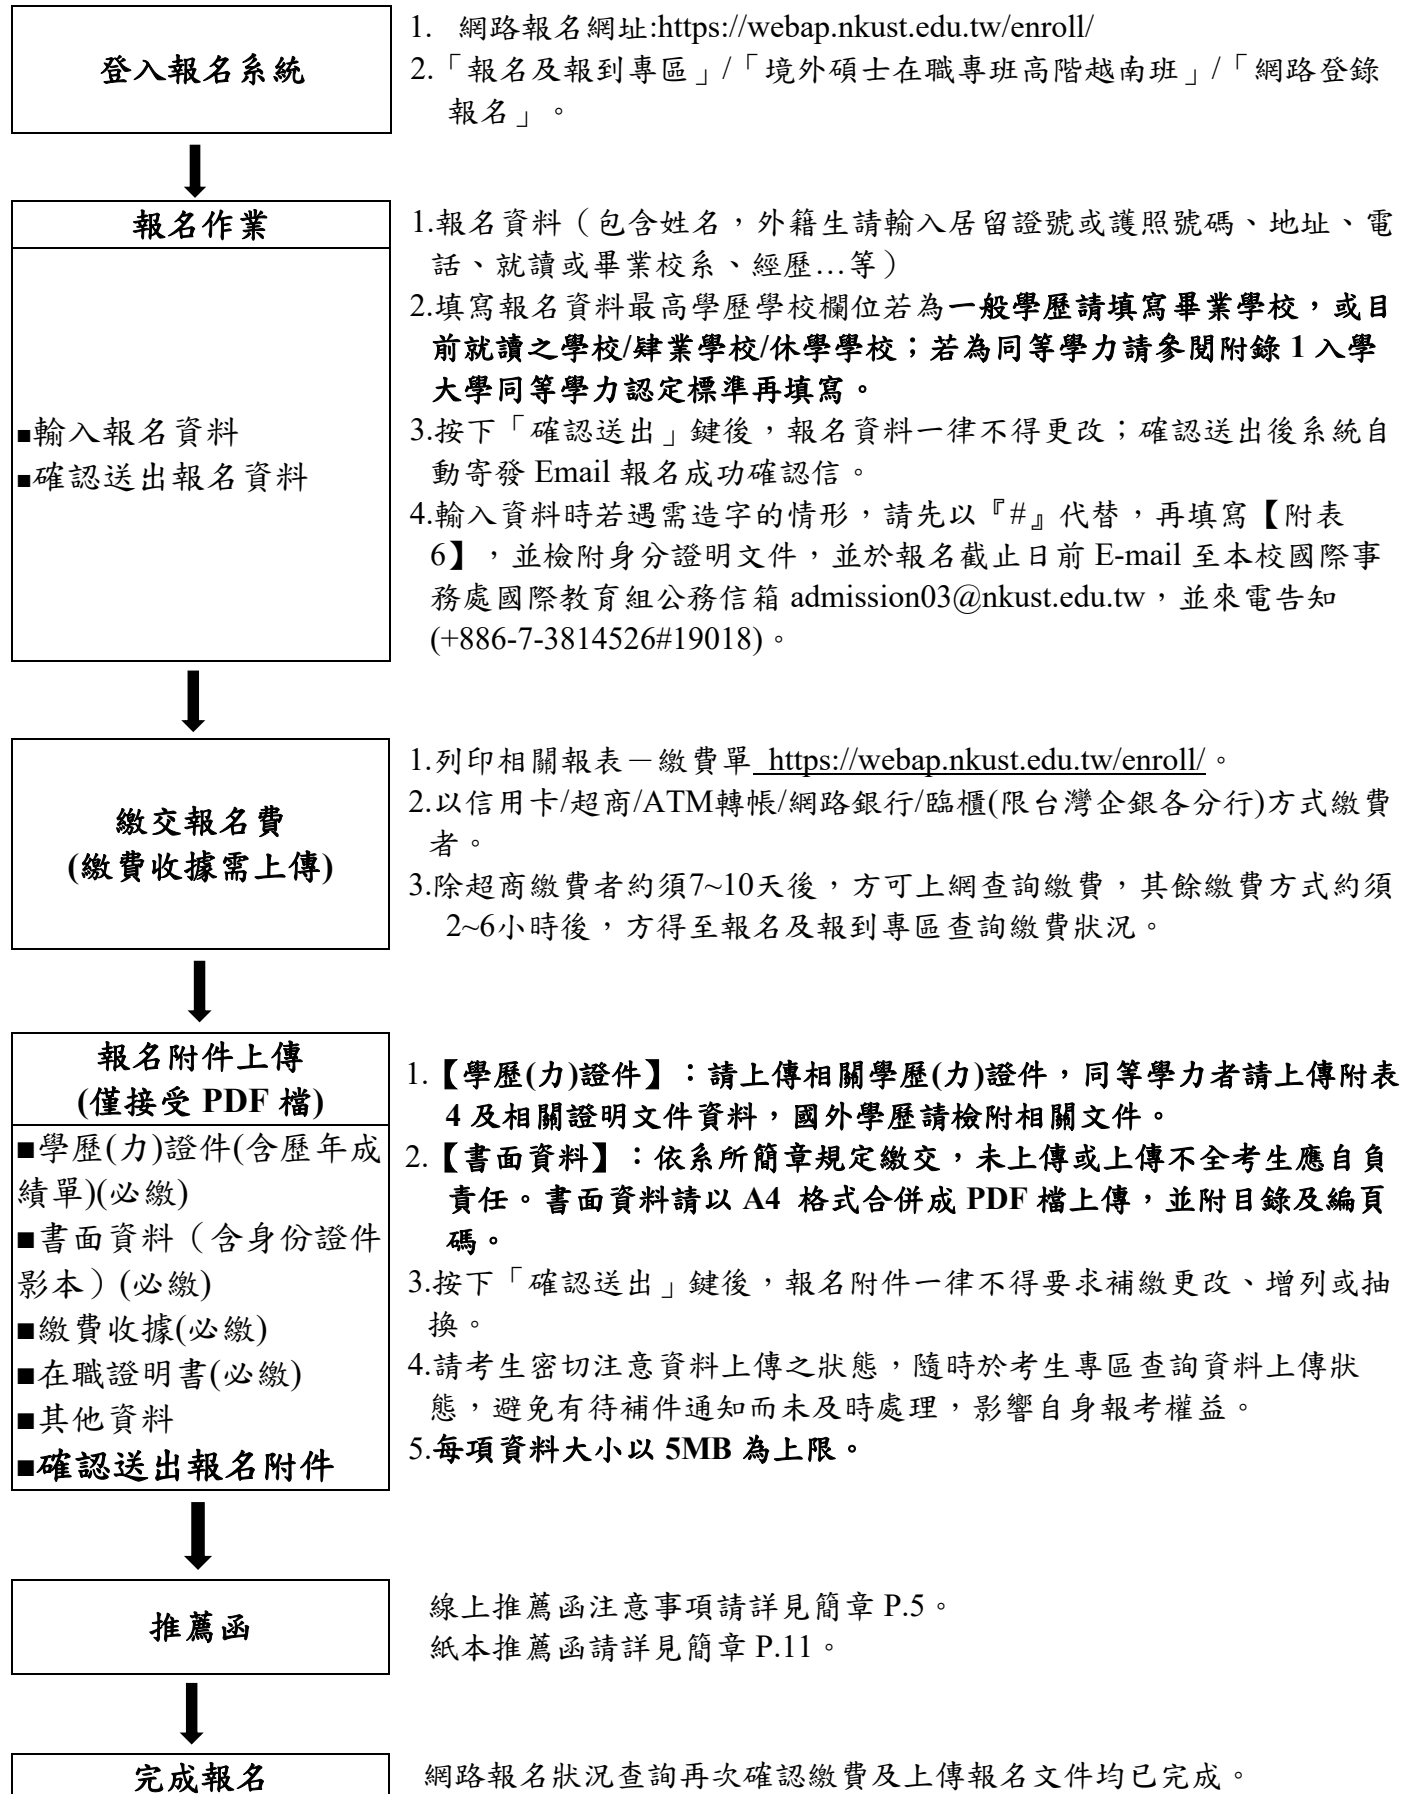 登入報名系統
1. 網路報名網址:https://webap.nkust.edu.tw/enroll/
2.「報名及報到專區」/「境外碩士在職專班高階越南班」/「網路登錄
報名」。
報名作業
■輸入報名資料
■確認送出報名資料
1.報名資料（包含姓名，外籍生請輸入居留證號或護照號碼、地址、電
話、就讀或畢業校系、經歷…等）
2.填寫報名資料最高學歷學校欄位若為一般學歷請填寫畢業學校，或目
前就讀之學校/肄業學校/休學學校；若為同等學力請參閱附錄 1 入學
大學同等學力認定標準再填寫。
3.按下「確認送出」鍵後，報名資料一律不得更改；確認送出後系統自
動寄發 Email 報名成功確認信。
4.輸入資料時若遇需造字的情形，請先以『#』代替，再填寫【附表
6】，並檢附身分證明文件，並於報名截止日前 E-mail 至本校國際事
務處國際教育組公務信箱 admission03@nkust.edu.tw，並來電告知
(+886-7-3814526#19018)。
繳交報名費
(繳費收據需上傳)
1.列印相關報表－繳費單 https://webap.nkust.edu.tw/enroll/。
2.以信用卡/超商/ATM轉帳/網路銀行/臨櫃(限台灣企銀各分行)方式繳費
者。
3.除超商繳費者約須7~10天後，方可上網查詢繳費，其餘繳費方式約須
2~6小時後，方得至報名及報到專區查詢繳費狀況。
報名附件上傳
(僅接受 PDF 檔)
■學歷(力)證件(含歷年成
績單)(必繳)
■書面資料（含身份證件
影本）(必繳)
■繳費收據(必繳)
■在職證明書(必繳)
■其他資料
■確認送出報名附件
1.【學歷(力)證件】：請上傳相關學歷(力)證件，同等學力者請上傳附表
4 及相關證明文件資料，國外學歷請檢附相關文件。
2.【書面資料】：依系所簡章規定繳交，未上傳或上傳不全考生應自負
責任。書面資料請以 A4 格式合併成 PDF 檔上傳，並附目錄及編頁
碼。
3.按下「確認送出」鍵後，報名附件一律不得要求補繳更改、增列或抽
換。
4.請考生密切注意資料上傳之狀態，隨時於考生專區查詢資料上傳狀
態，避免有待補件通知而未及時處理，影響自身報考權益。
5.每項資料大小以 5MB 為上限。
推薦函
線上推薦函注意事項請詳見簡章 P.5。
紙本推薦函請詳見簡章 P.11。
完成報名
網路報名狀況查詢再次確認繳費及上傳報名文件均已完成。